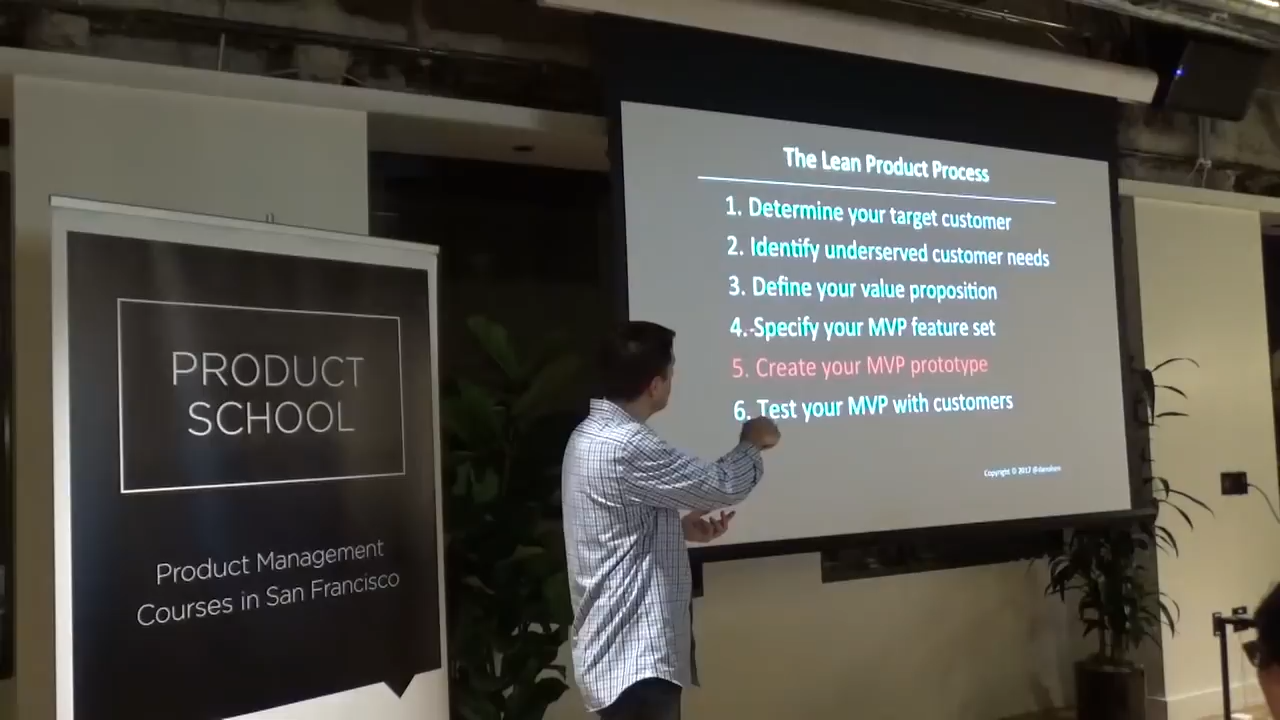 PRODUCT
SCHOOL
Product Management
Courses in San Francisco
The Lean Product Process
1. Determine your target customer
2. Identify underserved customer needs
3. Define your value proposition
4. Specify your MVP feature set
5. Create your MVP prototype
6. Test your MVP with customers
Copyright © 2017